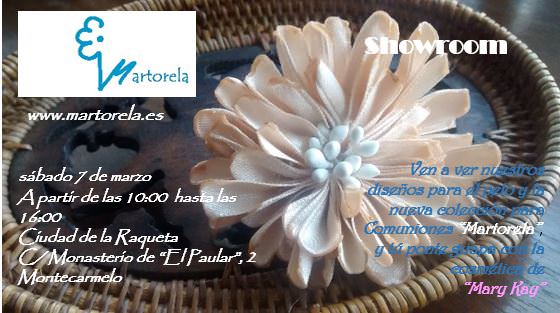 Martorela
www.martorela.es
Showroom
sábado 7 de marzo
A partir de las 10:00 hasta las
16:00
Ciudad de la Raqueta
C/ Monasterio de “El Paular”, 2
Montecarmelo
Ven a ver nuestros
diseños para el pelo y la
nueva colección para
Comuniones “Martorela”,
y tú ponte guapa con la
cosmética de
“Mary Kay”